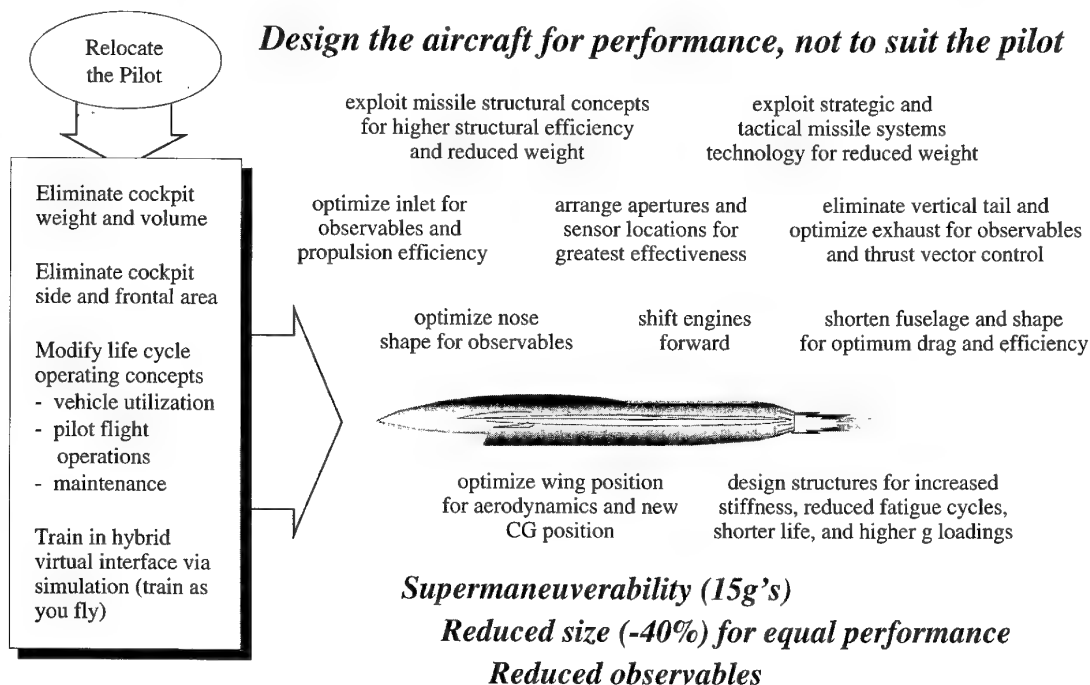 Relocate
the Pilot
Design the aircraft for performance, not to suit the pilot
Eliminate cockpit
weight and volume
Eliminate cockpit
side and frontal area
Modify life cycle
operating concepts
- vehicle utilization
- pilot flight
operations
- maintenance
Train in hybrid
virtual interface via
simulation (train as
you fly)
exploit missile structural concepts
for higher structural efficiency
and reduced weight
exploit strategic and
tactical missile systems
technology for reduced weight
optimize inlet for
observables and
propulsion efficiency
arrange apertures and
sensor locations for
greatest effectiveness
eliminate vertical tail and
optimize exhaust for observables
and thrust vector control
optimize nose
shape for observables
shift engines
forward
shorten fuselage and shape
for optimum drag and efficiency
optimize wing position
for aerodynamics and new
CG position
design structures for increased
stiffness, reduced fatigue cycles,
shorter life, and higher g loadings
Supermaneuverability (15g's)
Reduced size (-40%) for equal performance
Reduced observables